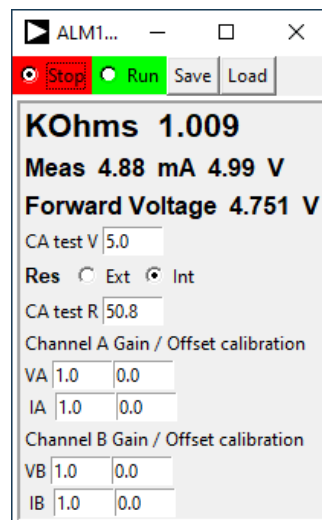 ALM1...
Stop Run Save Load
KOhms 1.009
Meas 4.88 mA 4.99 V
Forward Voltage 4.751 V
CA test V 5.0
Res Ext Int
CA test R 50.8
Channel A Gain / Offset calibration
VA 1.0 0.0
IA 1.0 0.0
Channel B Gain / Offset calibration
VB 1.0 0.0
IB 1.0 0.0